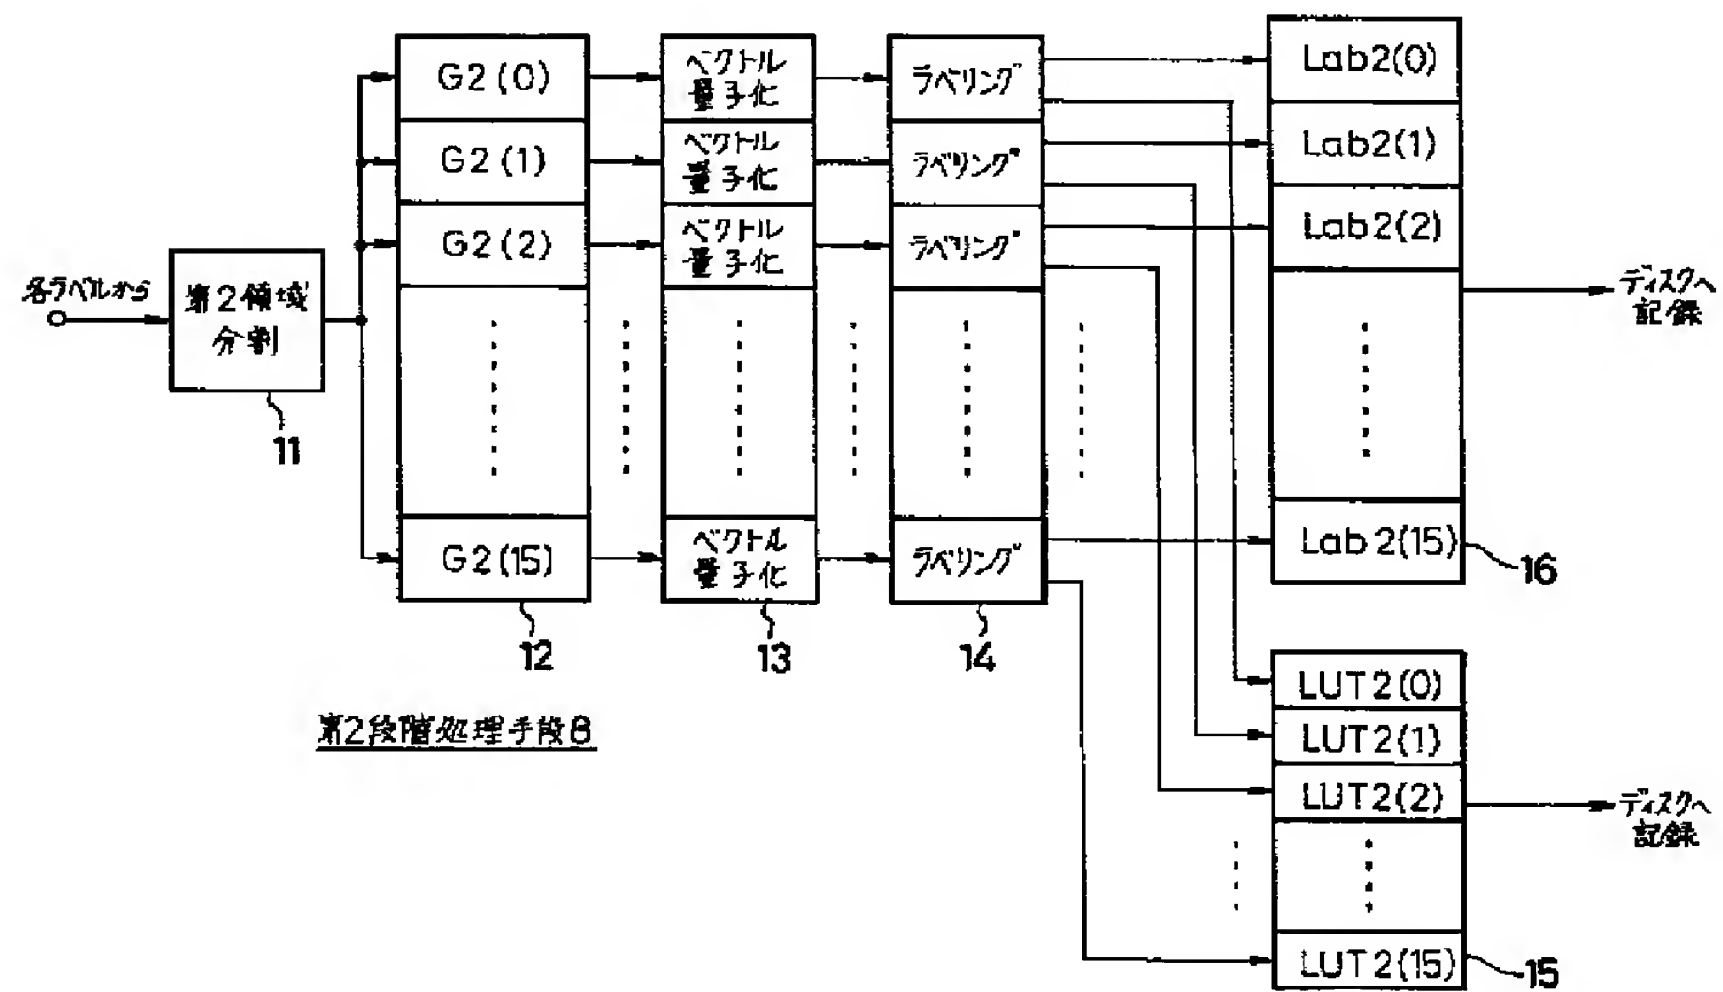 各ラベルから
第2領域
分割
11
G2(0)
G2(1)
G2(2)
G2(15)
12
ベクトル
量子化
ベクトル
量子化
ベクトル
量子化
ベクトル
量子化
13
ラベリング
ラベリング
ラベリング
ラベリング
14
Lab2(0)
Lab2(1)
Lab2(2)
Lab2(15)
16
ディスクへ
記録
LUT2(0)
LUT2(1)
LUT2(2)
LUT2(15)
15
ディスクへ
記録
第2段階処理手段8